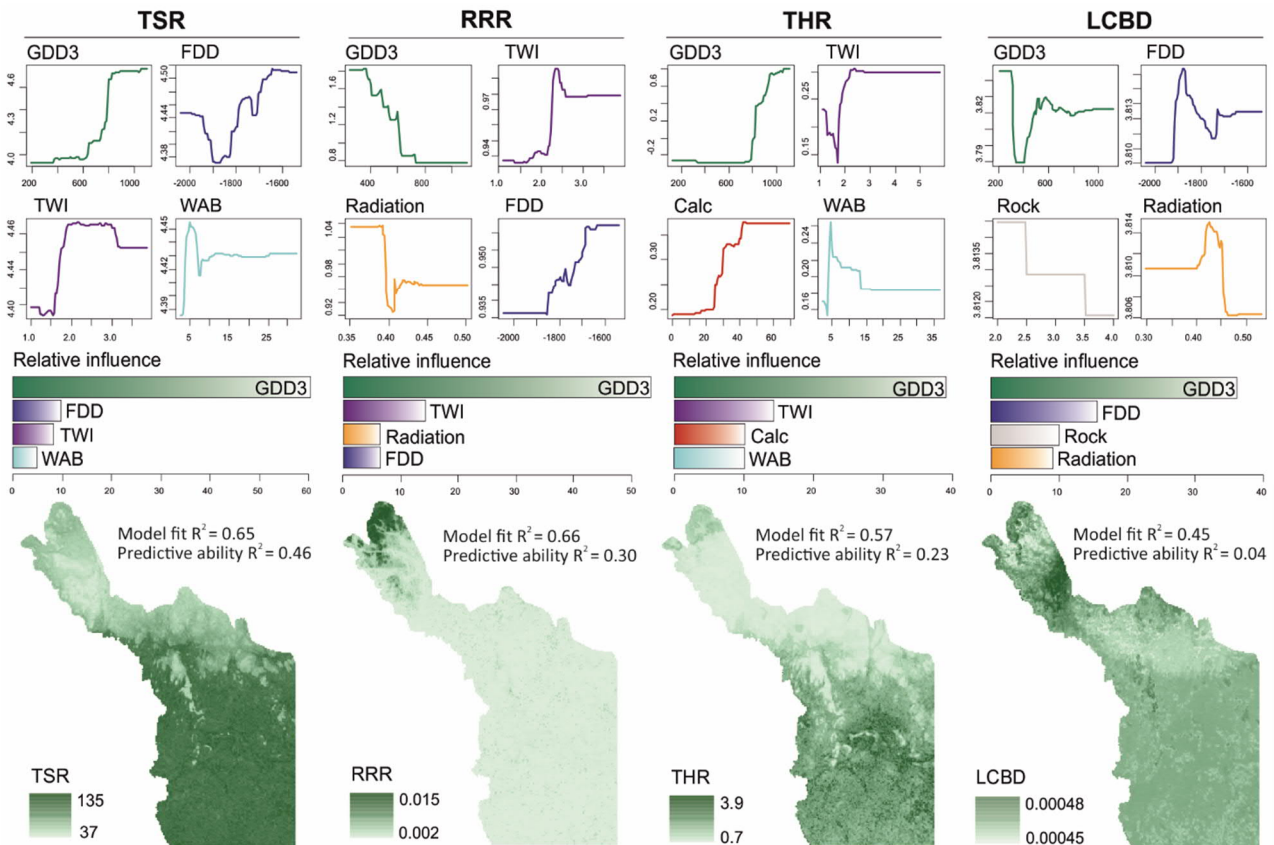 TSR RRR THR LCBD
GDD3 FDD GDD3 TWI GDD3 TWI GDD3 FDD
4.6 4.3 4.0
200 600 1000
4.50 4.44 4.38
-2000 -1800 -1600
1.6 1.2 0.8
400 600 800
0.97 0.94
1.0 2.0 3.0
0.6 0.2 -0.2
200 600 1000
0.25 0.15
1 2 3 4 5
3.82 3.79
200 600 1000
3.813 3.810
-2000 -1800 -1600
TWI WAB Radiation FDD Calc WAB Rock Radiation
4.46 4.44 4.40
1.0 2.0 3.0
4.45 4.42 4.39
5 15 25
1.04 0.98 0.92
0.35 0.40 0.45 0.50
0.950 0.935
-2000 -1800 -1600
0.30 0.20
0 20 40 60
0.24 0.20 0.16
5 15 25 35
3.8135 3.8120 3.8112
2.0 2.5 3.0 3.5 4.0
3.814 3.810 3.806 3.805
0.30 0.40 0.50
Relative influence Relative influence Relative influence Relative influence
GDD3 GDD3 GDD3 GDD3
FDD TWI TWI FDD
TWI Radiation Calc Rock
WAB FDD WAB Radiation
0 10 20 30 40 50 60 0 10 20 30 40 50 0 10 20 30 40 0 10 20 30 40
Model fit R² = 0.65 Model fit R² = 0.66 Model fit R² = 0.57 Model fit R² = 0.45
Predictive ability R² = 0.46 Predictive ability R² = 0.30 Predictive ability R² = 0.23 Predictive ability R² = 0.04
TSR RRR THR LCBD
135 0.015 3.9 0.00048
37 0.002 0.7 0.00045